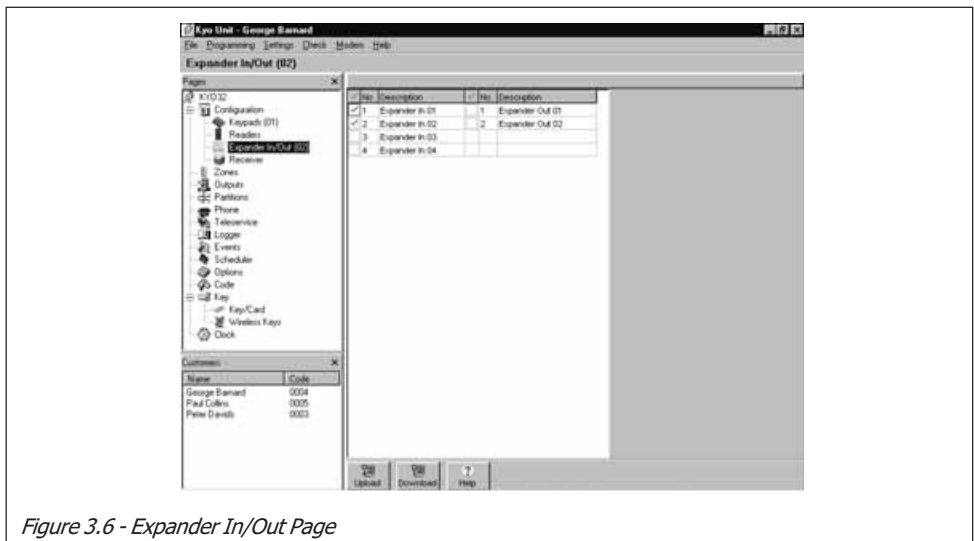 Kyo Unit - George Barnard
File Programming Settings Check Modem Help
Expander In/Out (02)
Pages
KYO32
Configuration
Keypads (01)
Readers
Expander In/Out (02)
Receiver
Zones
Outputs
Partitions
Phone
Teleservice
Logger
Events
Scheduler
Options
Code
Key
Key/Card
Wireless Keys
Clock
No Description No Description
1 Expander In 01 1 Expander Out 01
2 Expander In 02 2 Expander Out 02
3 Expander In 03
4 Expander In 04
Customers
Name Code
George Barnard 0004
Paul Collins 0005
Peter Davids 0003
Upload Download ? Help
Figure 3.6 - Expander In/Out Page